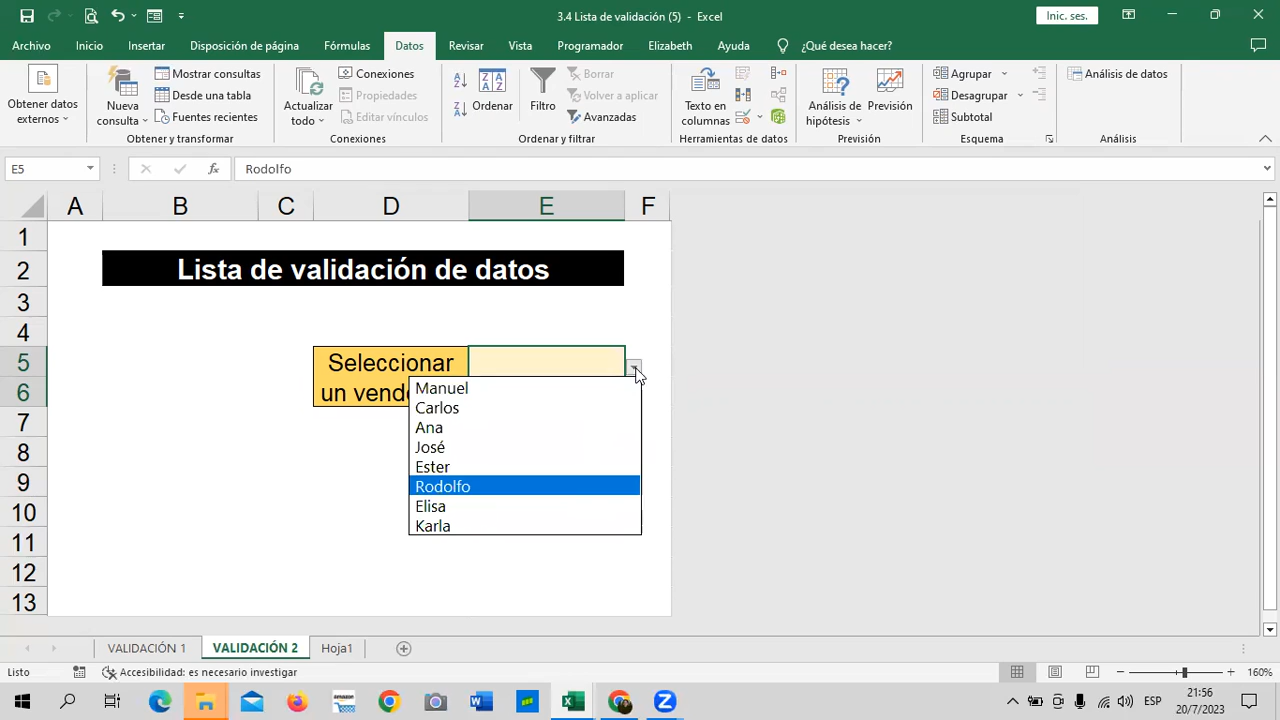 3.4 Lista de validación (5) - Excel
Inic. ses.
Archivo Inicio Insertar Disposición de página Fórmulas Datos Revisar Vista Programador Elizabeth Ayuda ¿Qué desea hacer?
Obtener datos externos
Nueva consulta
Mostrar consultas
Desde una tabla
Fuentes recientes
Obtener y transformar
Actualizar todo
Conexiones
Propiedades
Editar vínculos
Conexiones
Ordenar
Filtro
Borrar
Volver a aplicar
Avanzadas
Ordenar y filtrar
Texto en columnas
Herramientas de datos
Análisis de hipótesis
Previsión
Previsión
Agrupar
Desagrupar
Subtotal
Esquema
Análisis de datos
Análisis
E5 fx Rodolfo
A B C D E F
1
2 Lista de validación de datos
3
4
5 Seleccionar
6 un vende
7
8
9
10
11
12
13
Manuel
Carlos
Ana
José
Ester
Rodolfo
Elisa
Karla
VALIDACIÓN 1 VALIDACIÓN 2 Hoja1
Listo Accesibilidad: es necesario investigar 160%
amazon
ESP
21:56
20/7/2023